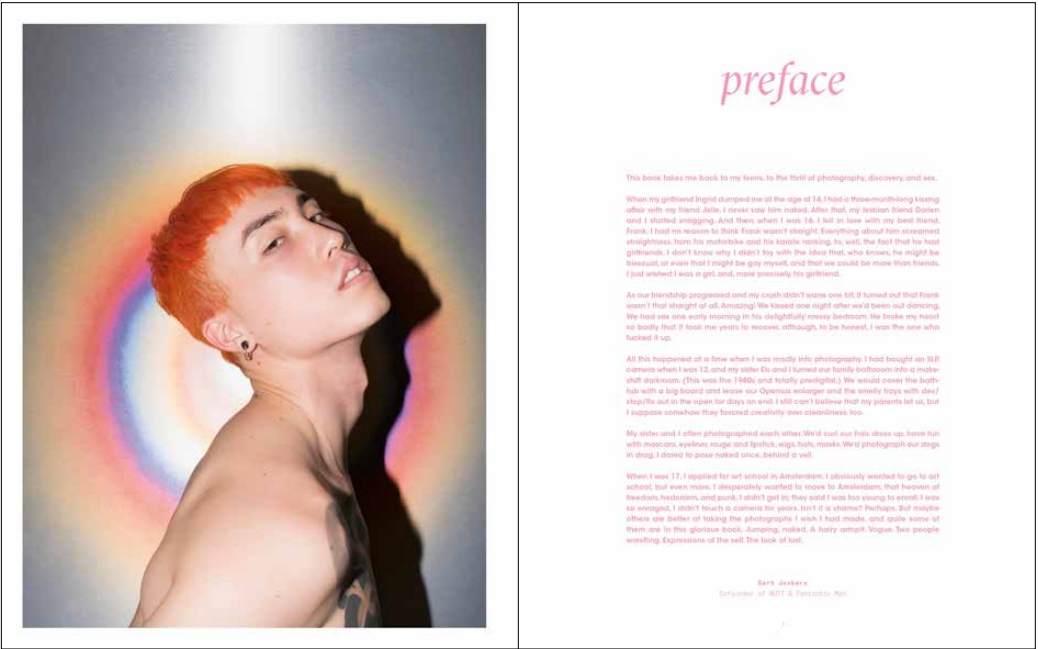 preface
This book takes me back to my teens, to the thrill of photography, discovery, and sex.
When my girlfriend Ingrid dumped me at the age of 14, I had a three-month-long kissing
affair with my friend Jelle. I never saw him naked. After that, my lesbian friend Dorien
and I started snogging. And then, when I was 16, I fell in love with my best friend,
Frank. I had no reason to think Frank wasn't straight. Everything about him screamed
straightness: from his motorbike and his karate ranking, to, well, the fact that he had
girlfriends. I don't know why I didn't toy with the idea that, who knows, he might be
bisexual, or even that I might be gay myself, and that we could be more than friends.
I just wished I was a girl, and, more precisely, his girlfriend.
As our friendship progressed and my crush didn't wane one bit, it turned out that Frank
wasn't that straight at all. Amazing! We kissed one night after we'd been out dancing.
We had sex one early morning in his delightfully messy bedroom. He broke my heart
so badly that it took me years to recover, although, to be honest, I was the one who
fucked it up.
All this happened at a time when I was madly into photography. I had bought an SLR
camera when I was 12, and my sister Els and I turned our family bathroom into a make-
shift darkroom. (This was the 1980s and totally predigital.) We would cover the bath-
tub with a big board and leave our Opemus enlarger and the smelly trays with dev/
stop/fix out in the open for days on end. I still can't believe that my parents let us, but
I suppose somehow they favored creativity over cleanliness, too.
My sister and I often photographed each other. We'd curl our hair, dress up, have fun
with mascara, eyeliner, rouge and lipstick, wigs, hats, masks. We'd photograph our dogs
in drag. I dared to pose naked once, behind a veil.
When I was 17, I applied for art school in Amsterdam. I obviously wanted to go to art
school, but even more, I desperately wanted to move to Amsterdam, that heaven of
freedom, hedonism, and punk. I didn't get in; they said I was too young to enroll. I was
so enraged, I didn't touch a camera for years. Isn't it a shame? Perhaps. But maybe
others are better at taking the photographs I wish I had made, and quite some of
them are in this glorious book. Jumping, naked. A hairy armpit. Vogue. Two people
wrestling. Expressions of the self. The look of lust.
Gert Jonkers
Cofounder of BUTT & Fantastic Man